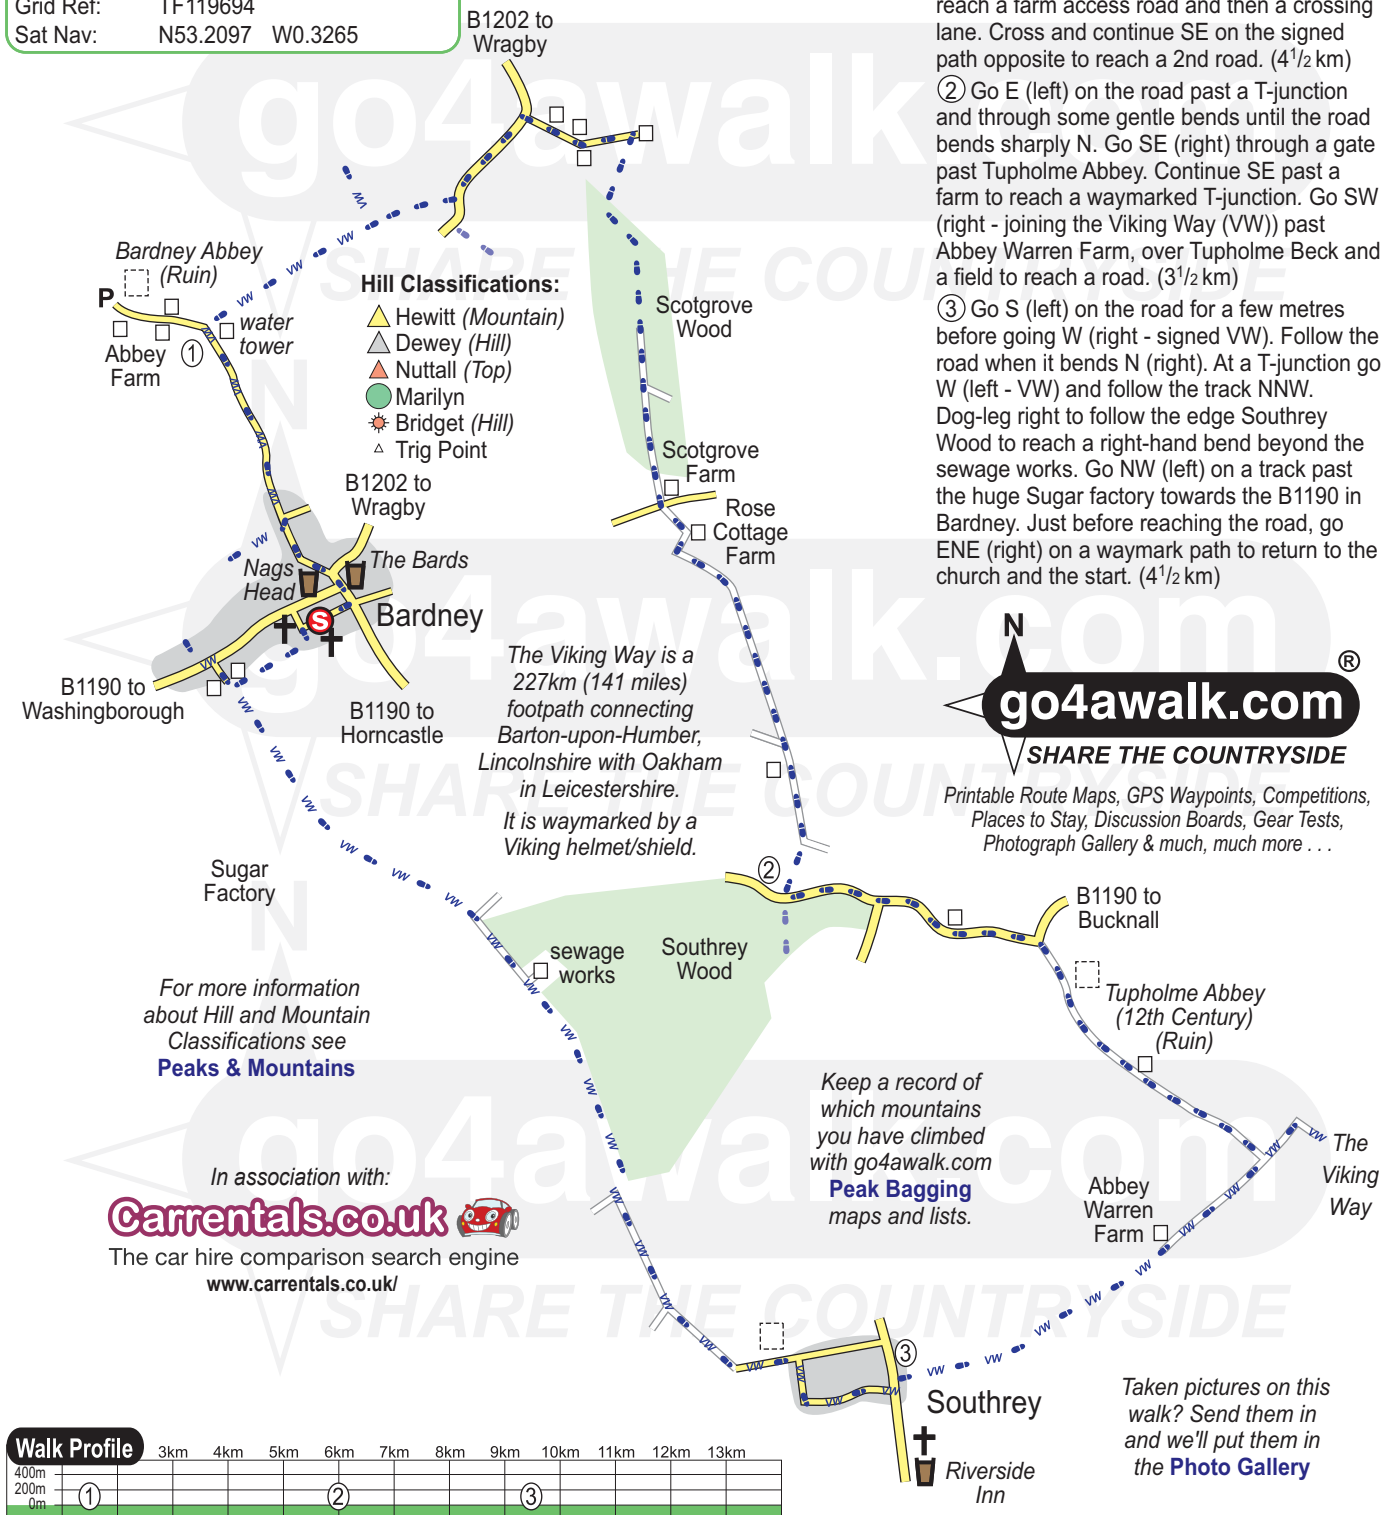 Grid Ref: TF119694
Sat Nav: N53.2097 W0.3265
B1202 to
Wragby
reach a farm access road and then a crossing
lane. Cross and continue SE on the signed
path opposite to reach a 2nd road. (4 1/2 km)
② Go E (left) on the road past a T-junction
and through some gentle bends until the road
bends sharply N. Go SE (right) through a gate
past Tupholme Abbey. Continue SE past a
farm to reach a waymarked T-junction. Go SW
(right - joining the Viking Way (VW)) past
Abbey Warren Farm, over Tupholme Beck and
a field to reach a road. (3 1/2 km)
③ Go S (left) on the road for a few metres
before going W (right - signed VW). Follow the
road when it bends N (right). At a T-junction go
W (left - VW) and follow the track NNW.
Dog-leg right to follow the edge Southrey
Wood to reach a right-hand bend beyond the
sewage works. Go NW (left) on a track past
the huge Sugar factory towards the B1190 in
Bardney. Just before reaching the road, go
ENE (right) on a waymark path to return to the
church and the start. (4 1/2 km)
Bardney Abbey
(Ruin)
P
Abbey
Farm
①
water
tower
Hill Classifications:
Hewitt (Mountain)
Dewey (Hill)
Nuttall (Top)
Marilyn
Bridget (Hill)
Trig Point
Scotgrove
Wood
Scotgrove
Farm
Rose
Cottage
Farm
B1202 to
Wragby
Nags
Head
The Bards
S
Bardney
B1190 to
Washingborough
B1190 to
Horncastle
The Viking Way is a
227km (141 miles)
footpath connecting
Barton-upon-Humber,
Lincolnshire with Oakham
in Leicestershire.
It is waymarked by a
Viking helmet/shield.
N
go4awalk.com ®
SHARE THE COUNTRYSIDE
Printable Route Maps, GPS Waypoints, Competitions,
Places to Stay, Discussion Boards, Gear Tests,
Photograph Gallery & much, much more . . .
Sugar
Factory
②
sewage
works
Southrey
Wood
B1190 to
Bucknall
Tupholme Abbey
(12th Century)
(Ruin)
For more information
about Hill and Mountain
Classifications see
Peaks & Mountains
Keep a record of
which mountains
you have climbed
with go4awalk.com
Peak Bagging
maps and lists.
The
Viking
Way
Abbey
Warren
Farm
In association with:
Carrentals.co.uk
The car hire comparison search engine
www.carrentals.co.uk/
③
Southrey
Riverside
Inn
Taken pictures on this
walk? Send them in
and we'll put them in
the Photo Gallery
Walk Profile 3km 4km 5km 6km 7km 8km 9km 10km 11km 12km 13km
400m
200m
0m
① ② ③